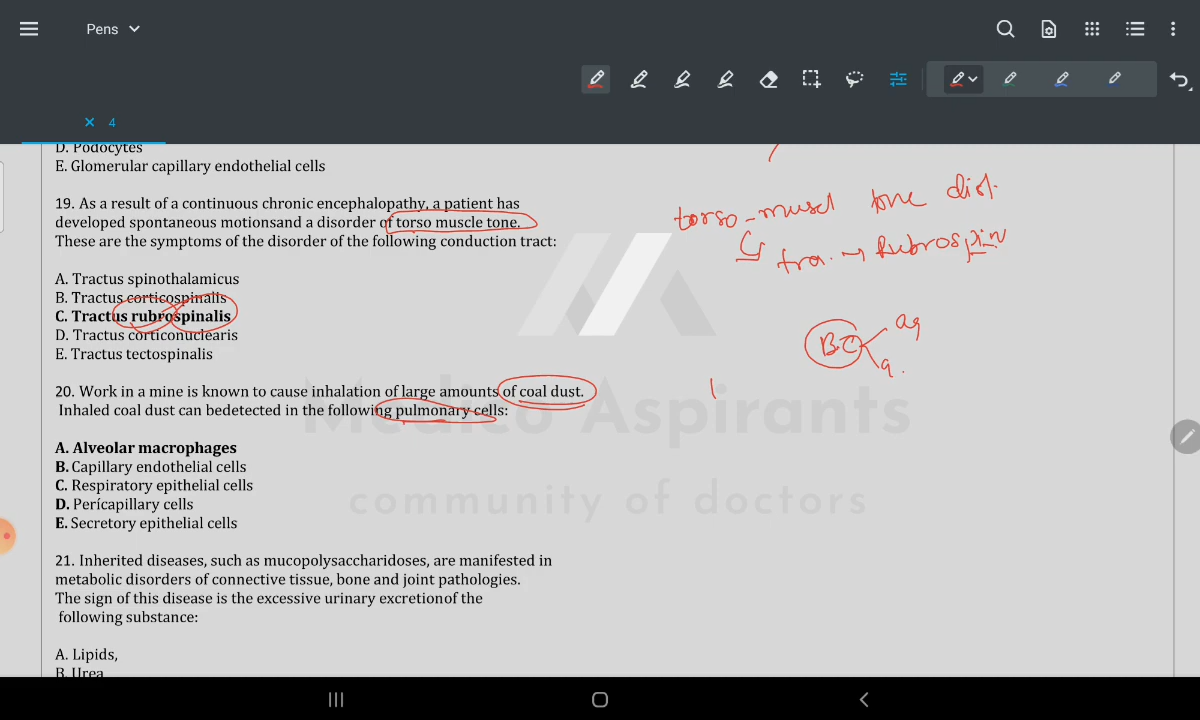 Pens
4
D. Podocytes
E. Glomerular capillary endothelial cells
19. As a result of a continuous chronic encephalopathy, a patient has
developed spontaneous motionsand a disorder of torso muscle tone.
These are the symptoms of the disorder of the following conduction tract:
A. Tractus spinothalamicus
B. Tractus corticospinalis
C. Tractus rubrospinalis
D. Tractus corticonuclearis
E. Tractus tectospinalis
20. Work in a mine is known to cause inhalation of large amounts of coal dust.
Inhaled coal dust can bedetected in the following pulmonary cells:
A. Alveolar macrophages
B. Capillary endothelial cells
C. Respiratory epithelial cells
D. Perícapillary cells
E. Secretory epithelial cells
21. Inherited diseases, such as mucopolysaccharidoses, are manifested in
metabolic disorders of connective tissue, bone and joint pathologies.
The sign of this disease is the excessive urinary excretionof the
following substance:
A. Lipids,
B. Urea
torso-muscl tone dist.
tra. → Rubrospin
B.C
Medico Aspirants
community of doctors